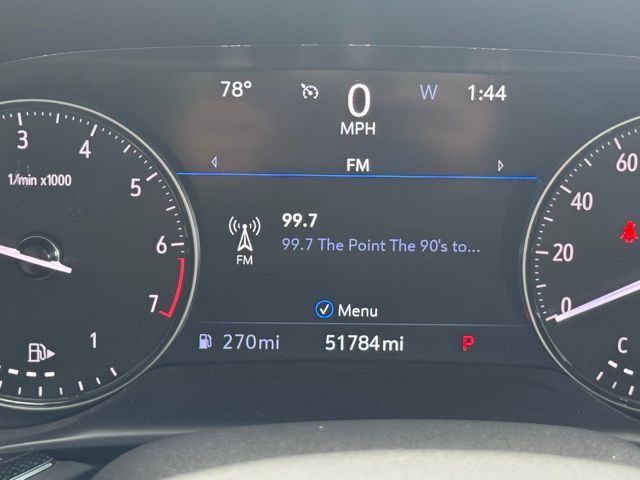 78° 0 W 1:44
MPH
FM
3
4
5
6
7
1
1/min x1000
99.7
99.7 The Point The 90's to...
FM
Menu
270mi 51784mi P
60
40
20
0
C